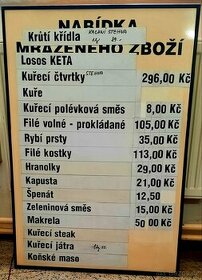 NABÍDKA
MRAŽENÉHO ZBOŽÍ
Krůtí křídla
Losos KETA
Kuřecí čtvrtky STEHNA 296,00 Kč
Kuře
Kuřecí polévková směs 8,00 Kč
Filé volné - prokládané 105,00 Kč
Rybí prsty 35,00 Kč
Filé kostky 113,00 Kč
Hranolky 29,00 Kč
Kapusta 21,00 Kč
Špenát 12,50
Zeleninová směs 15,00 Kč
Makrela 50 00 Kč
Kuřecí steak
Kuřecí játra
Koňské maso